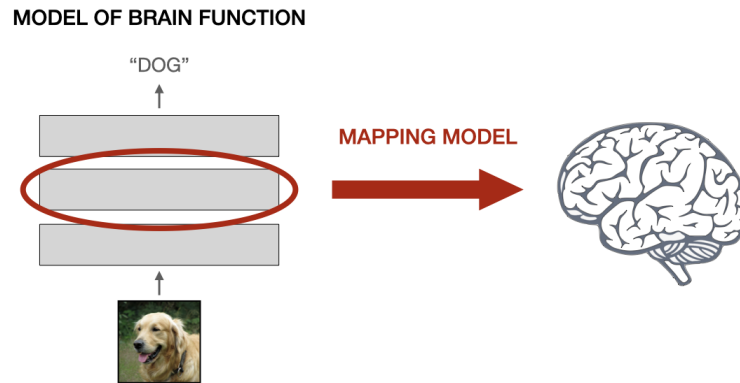 MODEL OF BRAIN FUNCTION
“DOG”
MAPPING MODEL